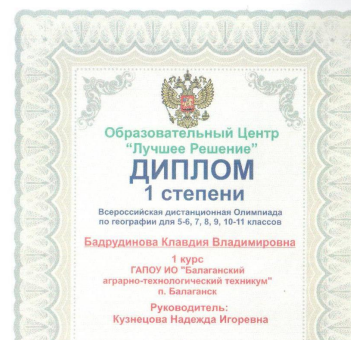 Образовательный Центр
“Лучшее Решение”
ДИПЛОМ
1 степени
Всероссийская дистанционная Олимпиада
по географии для 5-6, 7, 8, 9, 10-11 классов
Бадрудинова Клавдия Владимировна
1 курс
ГАПОУ ИО "Балаганский
аграрно-технологический техникум"
п. Балаганск
Руководитель:
Кузнецова Надежда Игоревна